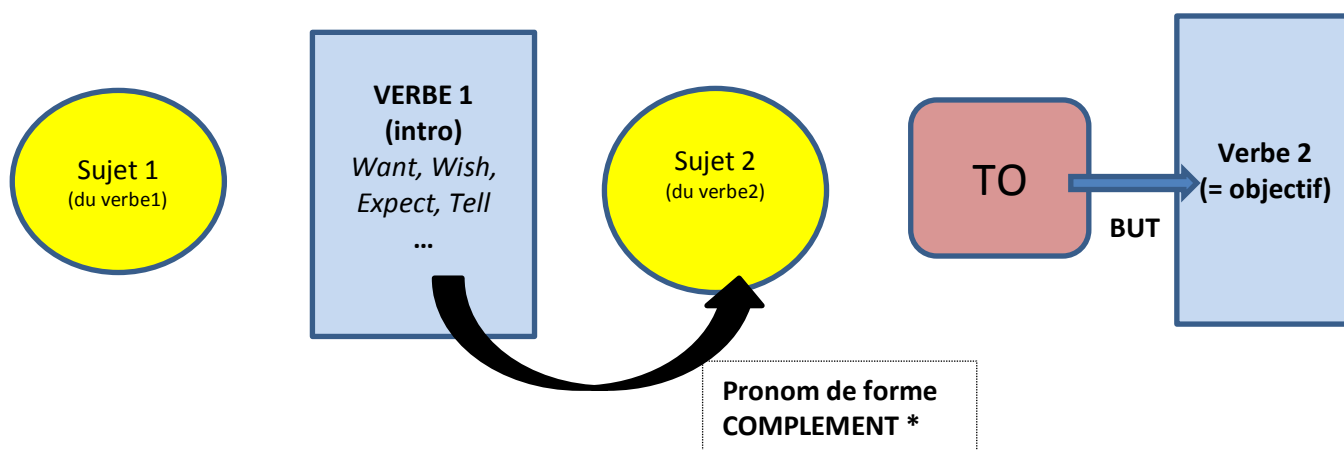 Sujet 1
(du verbe1)
VERBE 1
(intro)
Want, Wish,
Expect, Tell
...
Sujet 2
(du verbe2)
TO
BUT
Verbe 2
(= objectif)
Pronom de forme
COMPLEMENT *